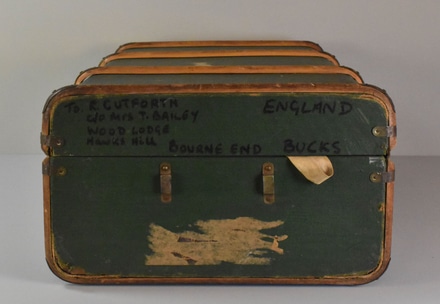 To: R. CUTFORTH ENGLAND
C/O MRS T. BAILEY
WOOD LODGE
HAWKS HILL
BOURNE END BUCKS